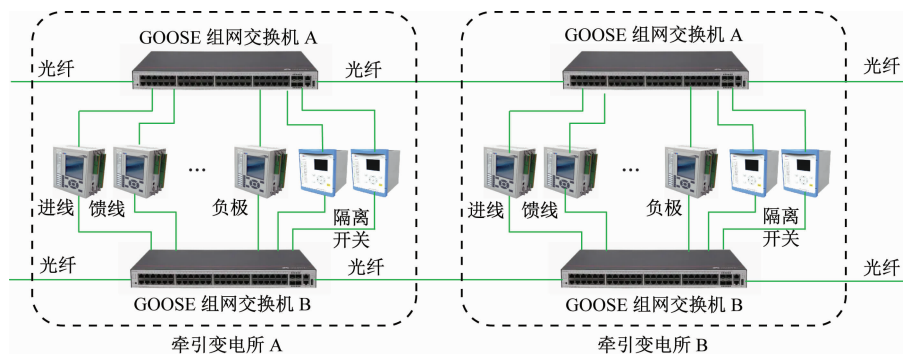 GOOSE 组网交换机 A
GOOSE 组网交换机 A
光纤
光纤
光纤
...
...
进线
馈线
负极
隔离
开关
进线
馈线
负极
隔离
开关
光纤
光纤
光纤
GOOSE 组网交换机 B
GOOSE 组网交换机 B
牵引变电所 A
牵引变电所 B